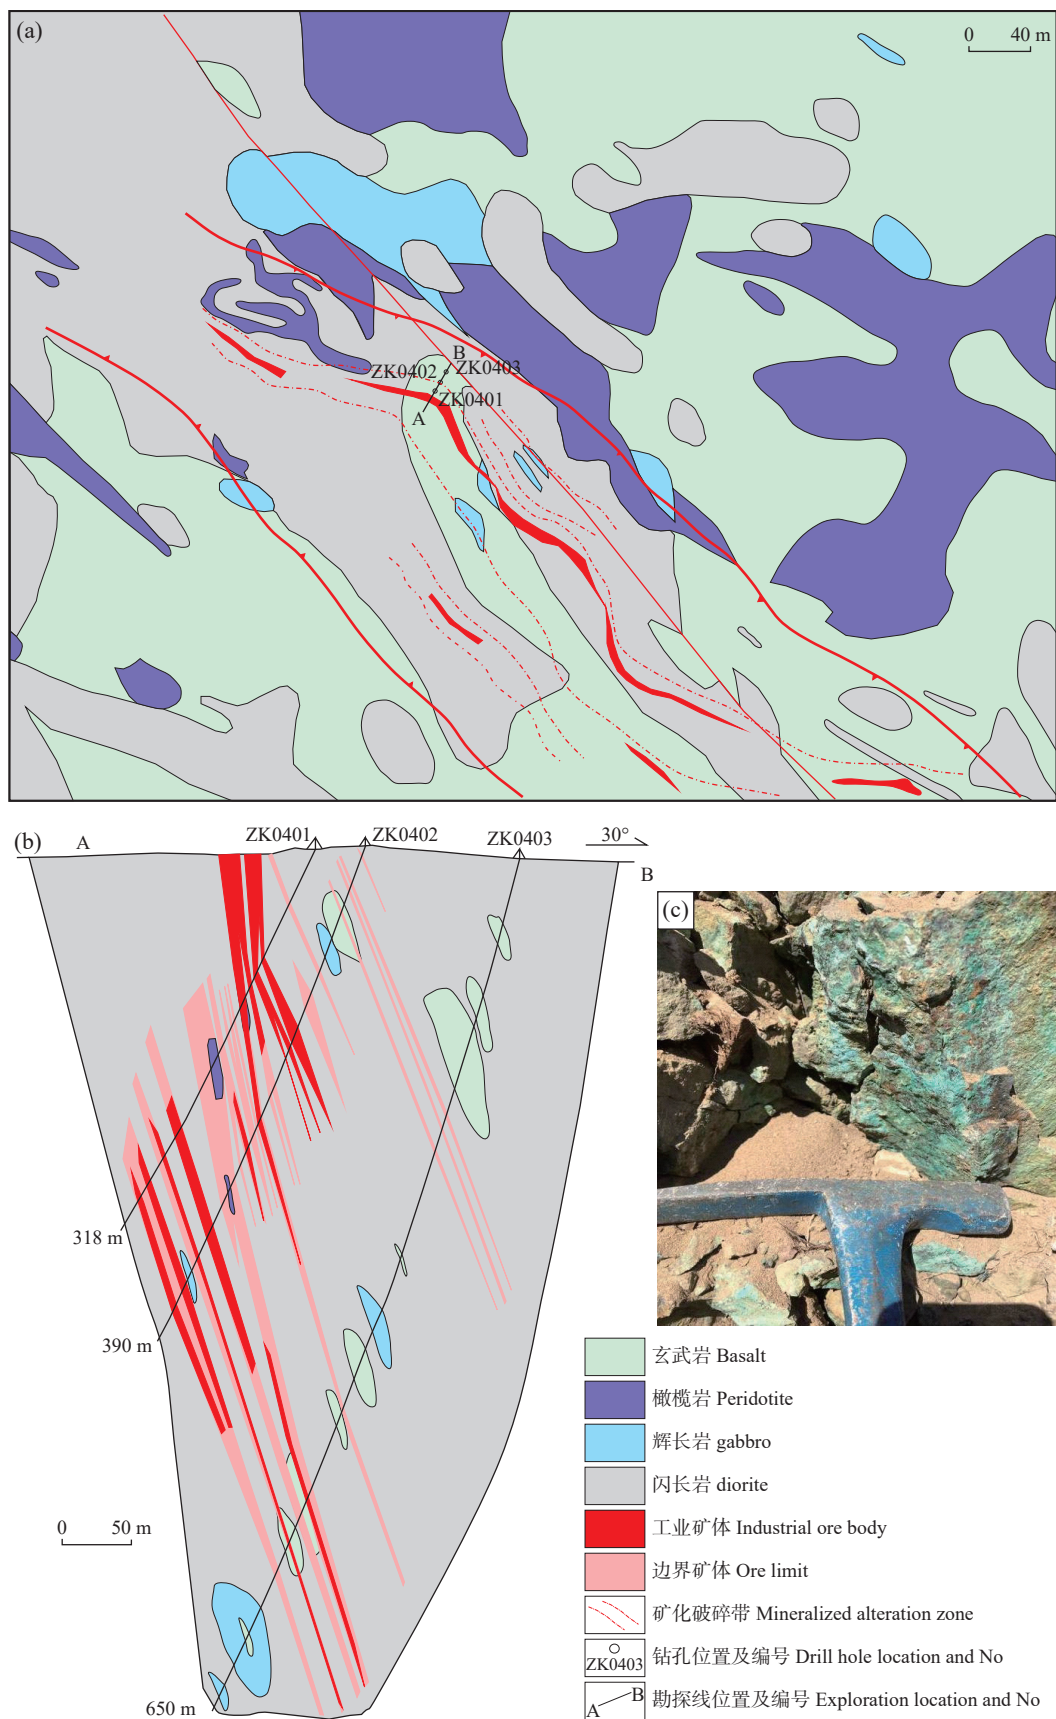 (a)
0 40 m
B
ZK0402 ZK0403
ZK0401
A
(b)
A ZK0401 ZK0402 ZK0403 30°
B
(c)
318 m
390 m
0 50 m
650 m
玄武岩 Basalt
橄榄岩 Peridotite
辉长岩 gabbro
闪长岩 diorite
工业矿体 Industrial ore body
边界矿体 Ore limit
矿化破碎带 Mineralized alteration zone
ZK0403 钻孔位置及编号 Drill hole location and No
A B 勘探线位置及编号 Exploration location and No